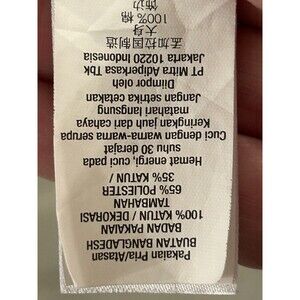 Pakaian Pria/Atasan
BUATAN BANGLADESH
BADAN PAKAIAN
100% KATUN / DEKORASI
TAMBAHAN
65% POLIESTER
35% KATUN /
Hemat energi, cuci pada
suhu 30 derajat
Cuci dengan warna-warna serupa
Keringkan jauh dari cahaya
matahari langsung
Jangan setrika cetakan
Diimpor oleh
PT Mitra Adiperkasa Tbk
Jakarta 10220 Indonesia
孟加拉国制造
大身
100% 棉
饰边